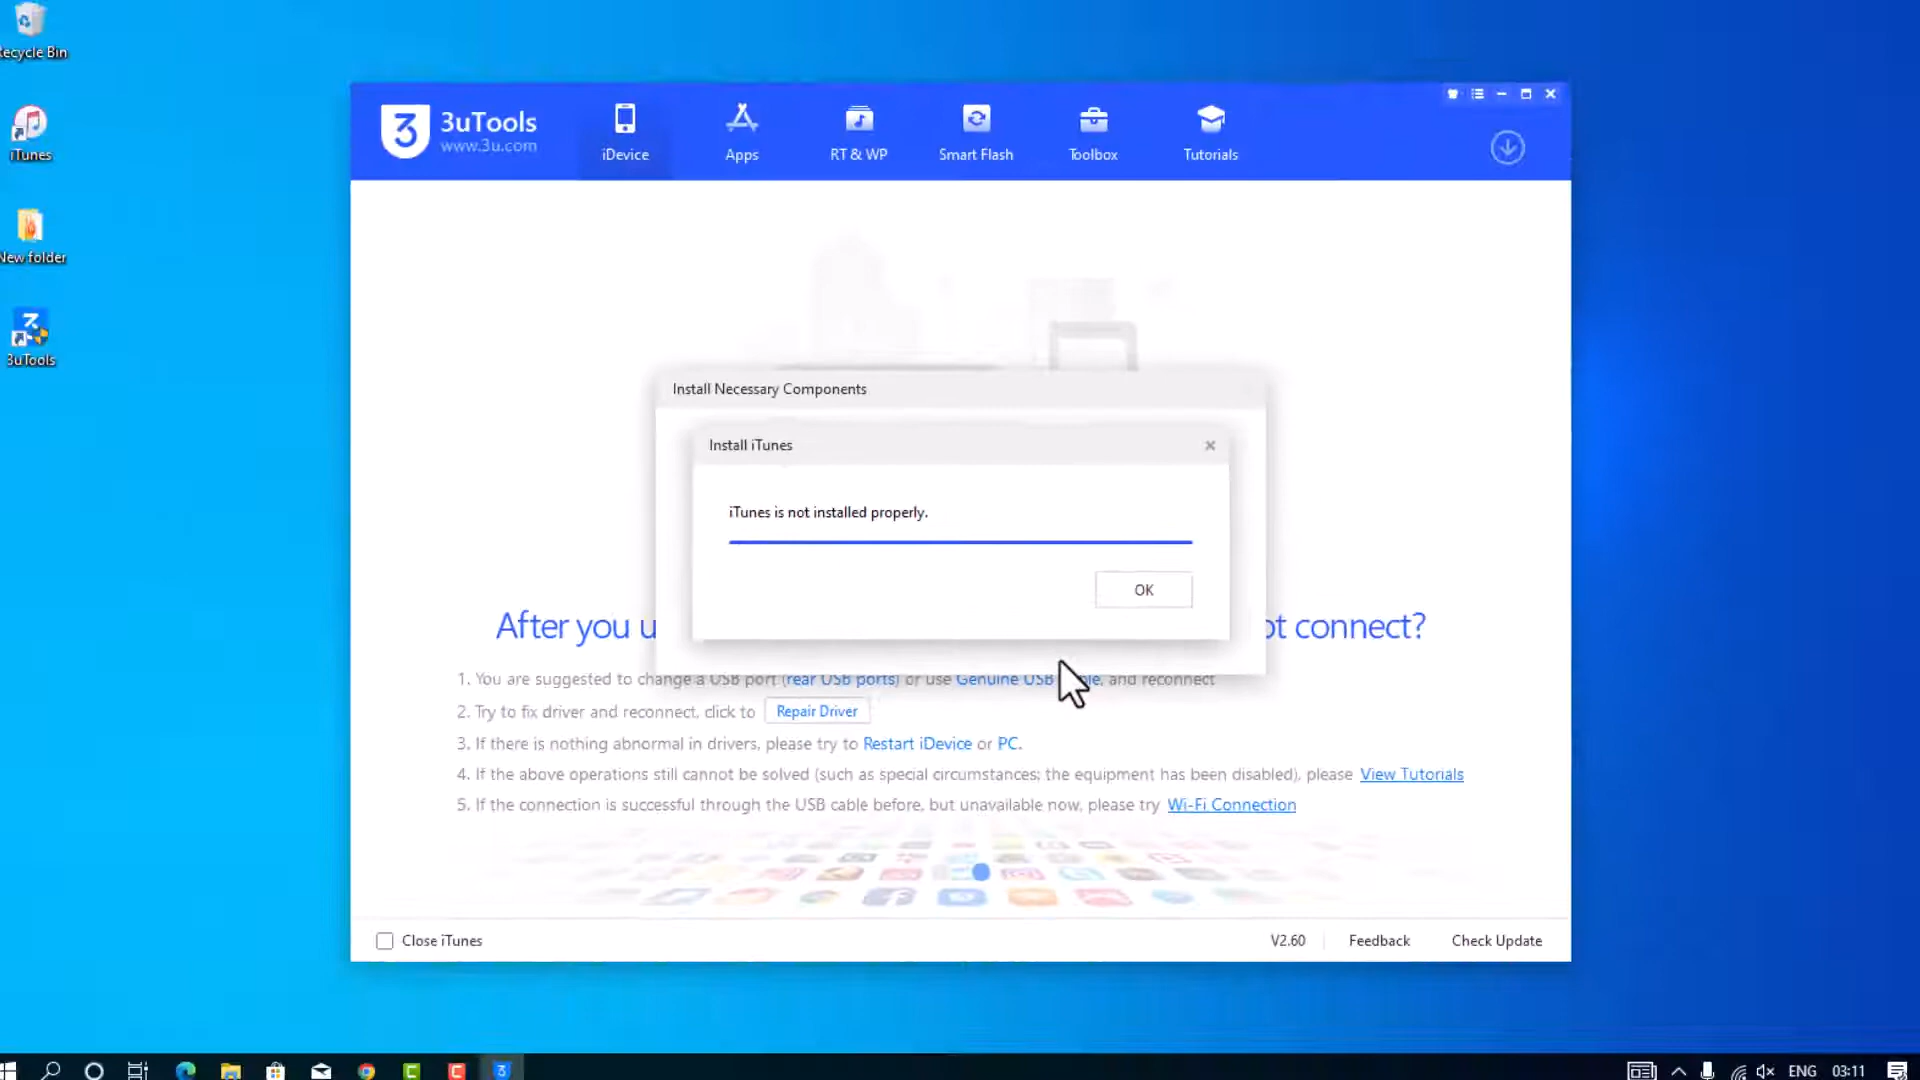 Recycle Bin
iTunes
New folder
3uTools
3uTools
www.3u.com
iDevice
Apps
RT & WP
Smart Flash
Toolbox
Tutorials
Install Necessary Components
Install iTunes
iTunes is not installed properly.
OK
After you u
ot connect?
1. You are suggested to change a USB port (rear USB ports) or use Genuine USB le, and reconnect
2. Try to fix driver and reconnect, click to Repair Driver
3. If there is nothing abnormal in drivers, please try to Restart iDevice or PC.
4. If the above operations still cannot be solved (such as special circumstances: the equipment has been disabled), please View Tutorials
5. If the connection is successful through the USB cable before, but unavailable now, please try Wi-Fi Connection
Close iTunes
V2.60
Feedback
Check Update
ENG
03:11